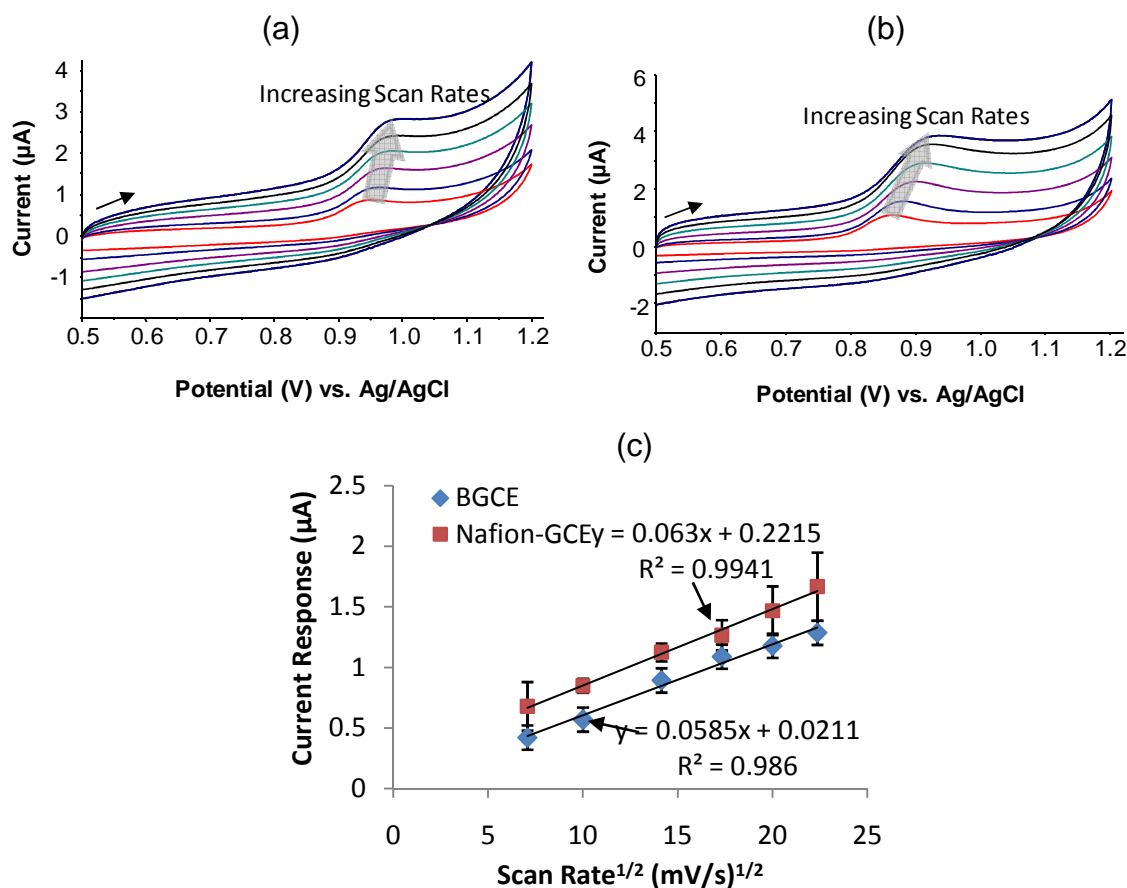 (a)
4
3
2
1
0
-1
Current (µA)
Increasing Scan Rates
0.5 0.6 0.7 0.8 0.9 1.0 1.1 1.2
Potential (V) vs. Ag/AgCl
(b)
6
4
2
0
-2
Current (µA)
Increasing Scan Rates
0.5 0.6 0.7 0.8 0.9 1.0 1.1 1.2
Potential (V) vs. Ag/AgCl
(c)
2.5
2
1.5
1
0.5
0
Current Response (µA)
BGCE
Nafion-GCEy = 0.063x + 0.2215
R² = 0.9941
y = 0.0585x + 0.0211
R² = 0.986
0 5 10 15 20 25
Scan Rate¹/² (mV/s)¹/²